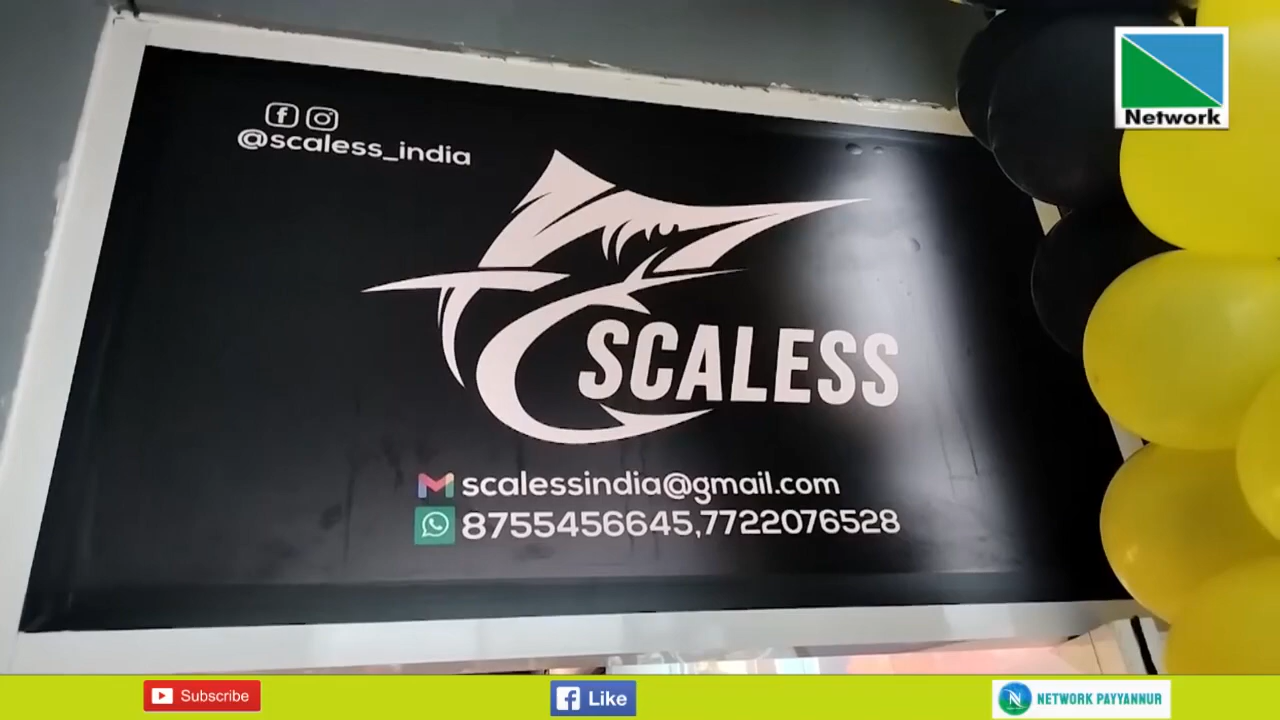 @scaless_india
Network
SCALESS
scalessindia@gmail.com
8755456645,7722076528
Subscribe
Like
NETWORK PAYYANNUR